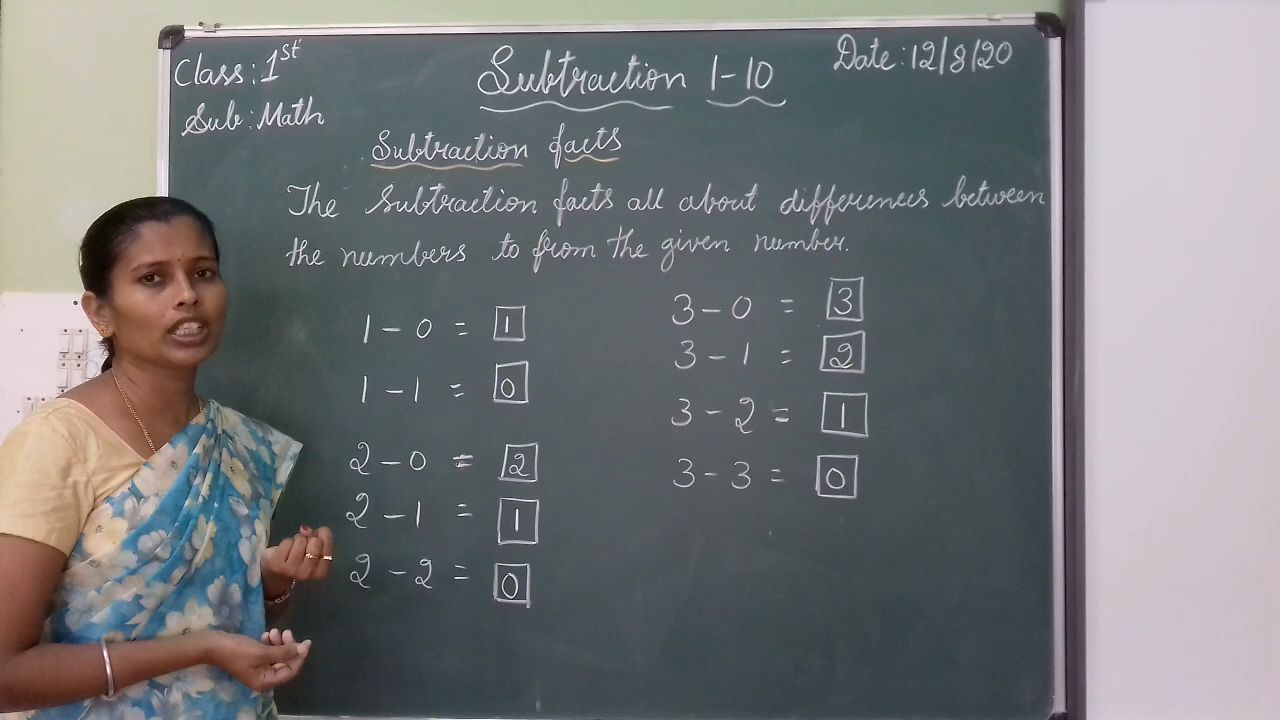 Class: 1st
Subtraction 1-10
Date: 12/8/20
Sub: Math
Subtraction facts
The Subtraction facts all about differences between
the numbers to from the given number.
1 - 0 = 1
1 - 1 = 0
2 - 0 = 2
2 - 1 = 1
2 - 2 = 0
3 - 0 = 3
3 - 1 = 2
3 - 2 = 1
3 - 3 = 0